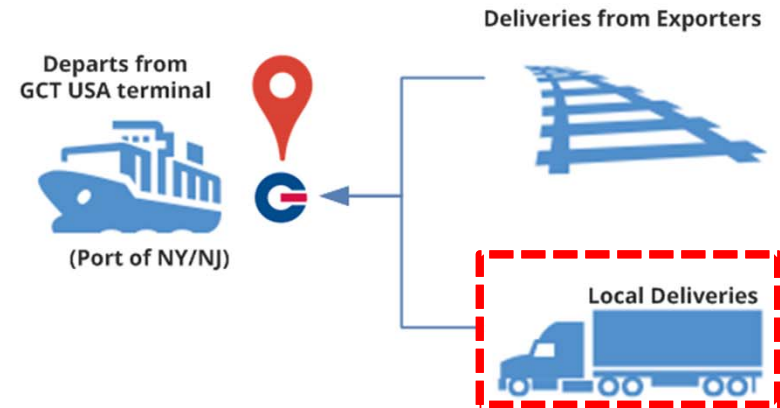 Deliveries from Exporters
Departs from
GCT USA terminal
(Port of NY/NJ)
Local Deliveries